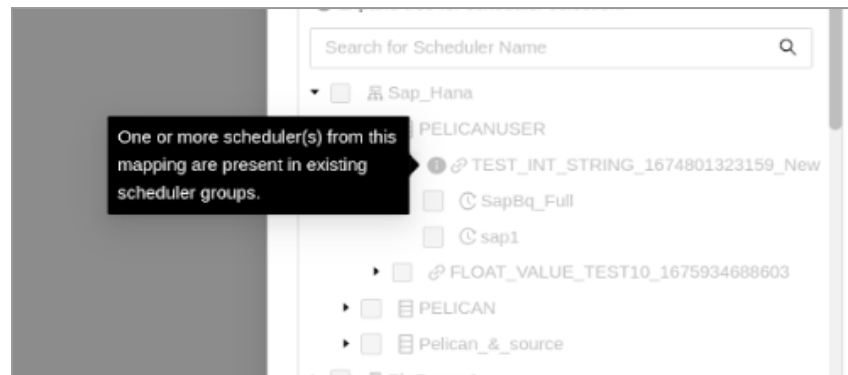 Search for Scheduler Name
Sap_Hana
PELICANUSER
One or more scheduler(s) from this
mapping are present in existing
scheduler groups.
TEST_INT_STRING_1674801323159_New
SapBq_Full
sap1
FLOAT_VALUE_TEST10_1675934688603
PELICAN
Pelican_&_source